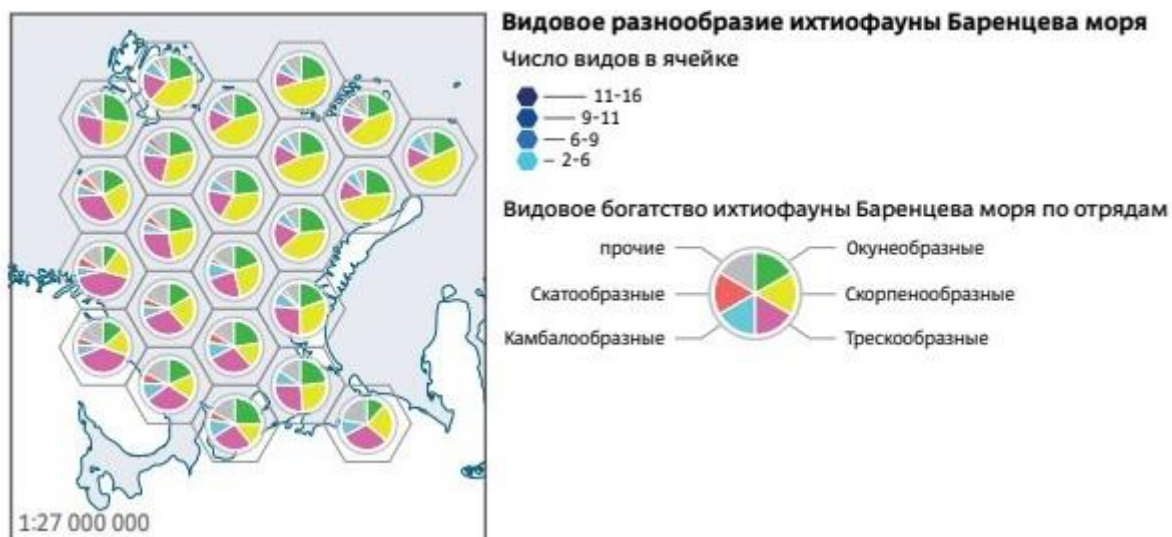 Видовое разнообразие ихтиофауны Баренцева моря
Число видов в ячейке
11-16
9-11
6-9
2-6
Видовое богатство ихтиофауны Баренцева моря по отрядам
прочие
Окунеобразные
Скатообразные
Скорпенообразные
Камбалообразные
Трескообразные
1:27 000 000